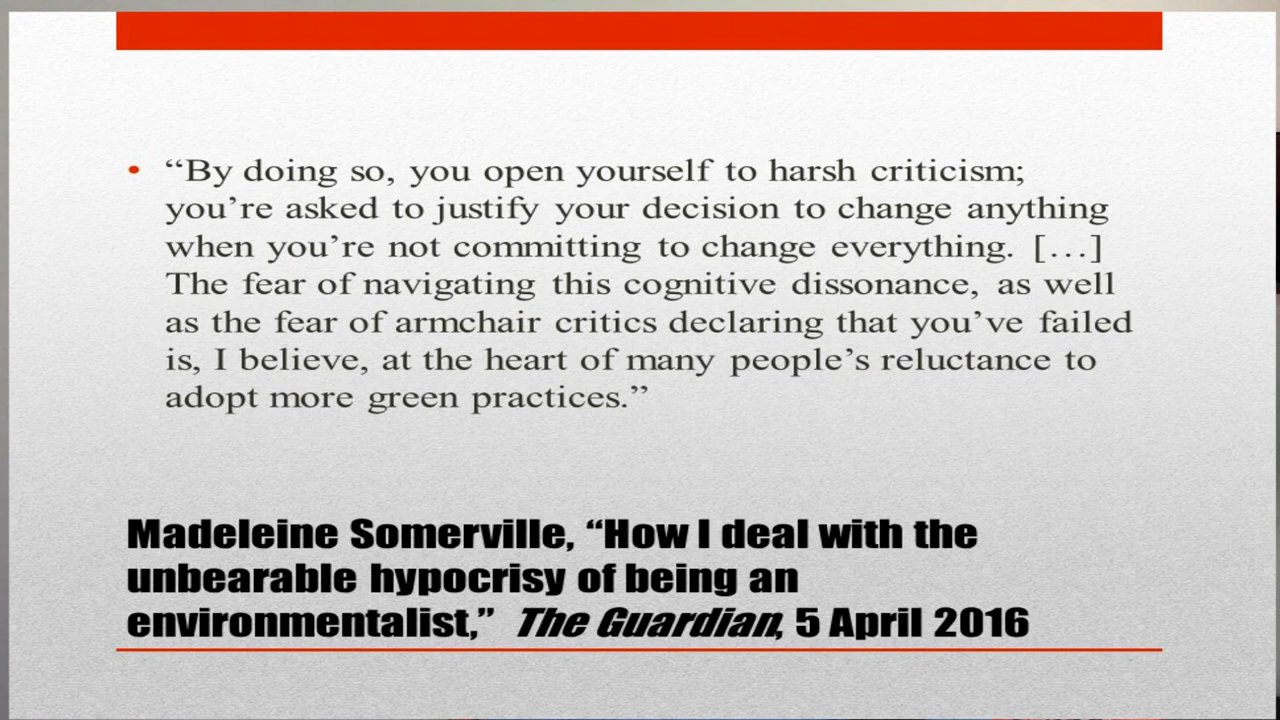 • “By doing so, you open yourself to harsh criticism;
you’re asked to justify your decision to change anything
when you’re not committing to change everything. […]
The fear of navigating this cognitive dissonance, as well
as the fear of armchair critics declaring that you’ve failed
is, I believe, at the heart of many people’s reluctance to
adopt more green practices.”
Madeleine Somerville, “How I deal with the
unbearable hypocrisy of being an
environmentalist,” The Guardian, 5 April 2016